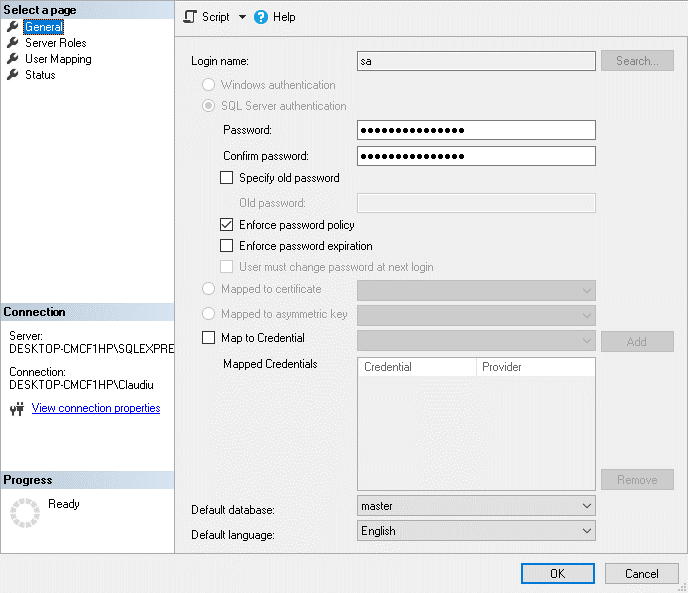 Select a page
General
Server Roles
User Mapping
Status
Script
Help
Login name:
sa
Search...
Windows authentication
SQL Server authentication
Password:
●●●●●●●●●●●●●●●
Confirm password:
●●●●●●●●●●●●●●●
Specify old password
Old password:
Enforce password policy
Enforce password expiration
User must change password at next login
Mapped to certificate
Mapped to asymmetric key
Map to Credential
Add
Mapped Credentials
Credential Provider
Remove
Default database:
master
Default language:
English
Connection
Server:
DESKTOP-CMCF1HP\SQLEXPRE
Connection:
DESKTOP-CMCF1HP\Claudiu
View connection properties
Progress
Ready
OK
Cancel